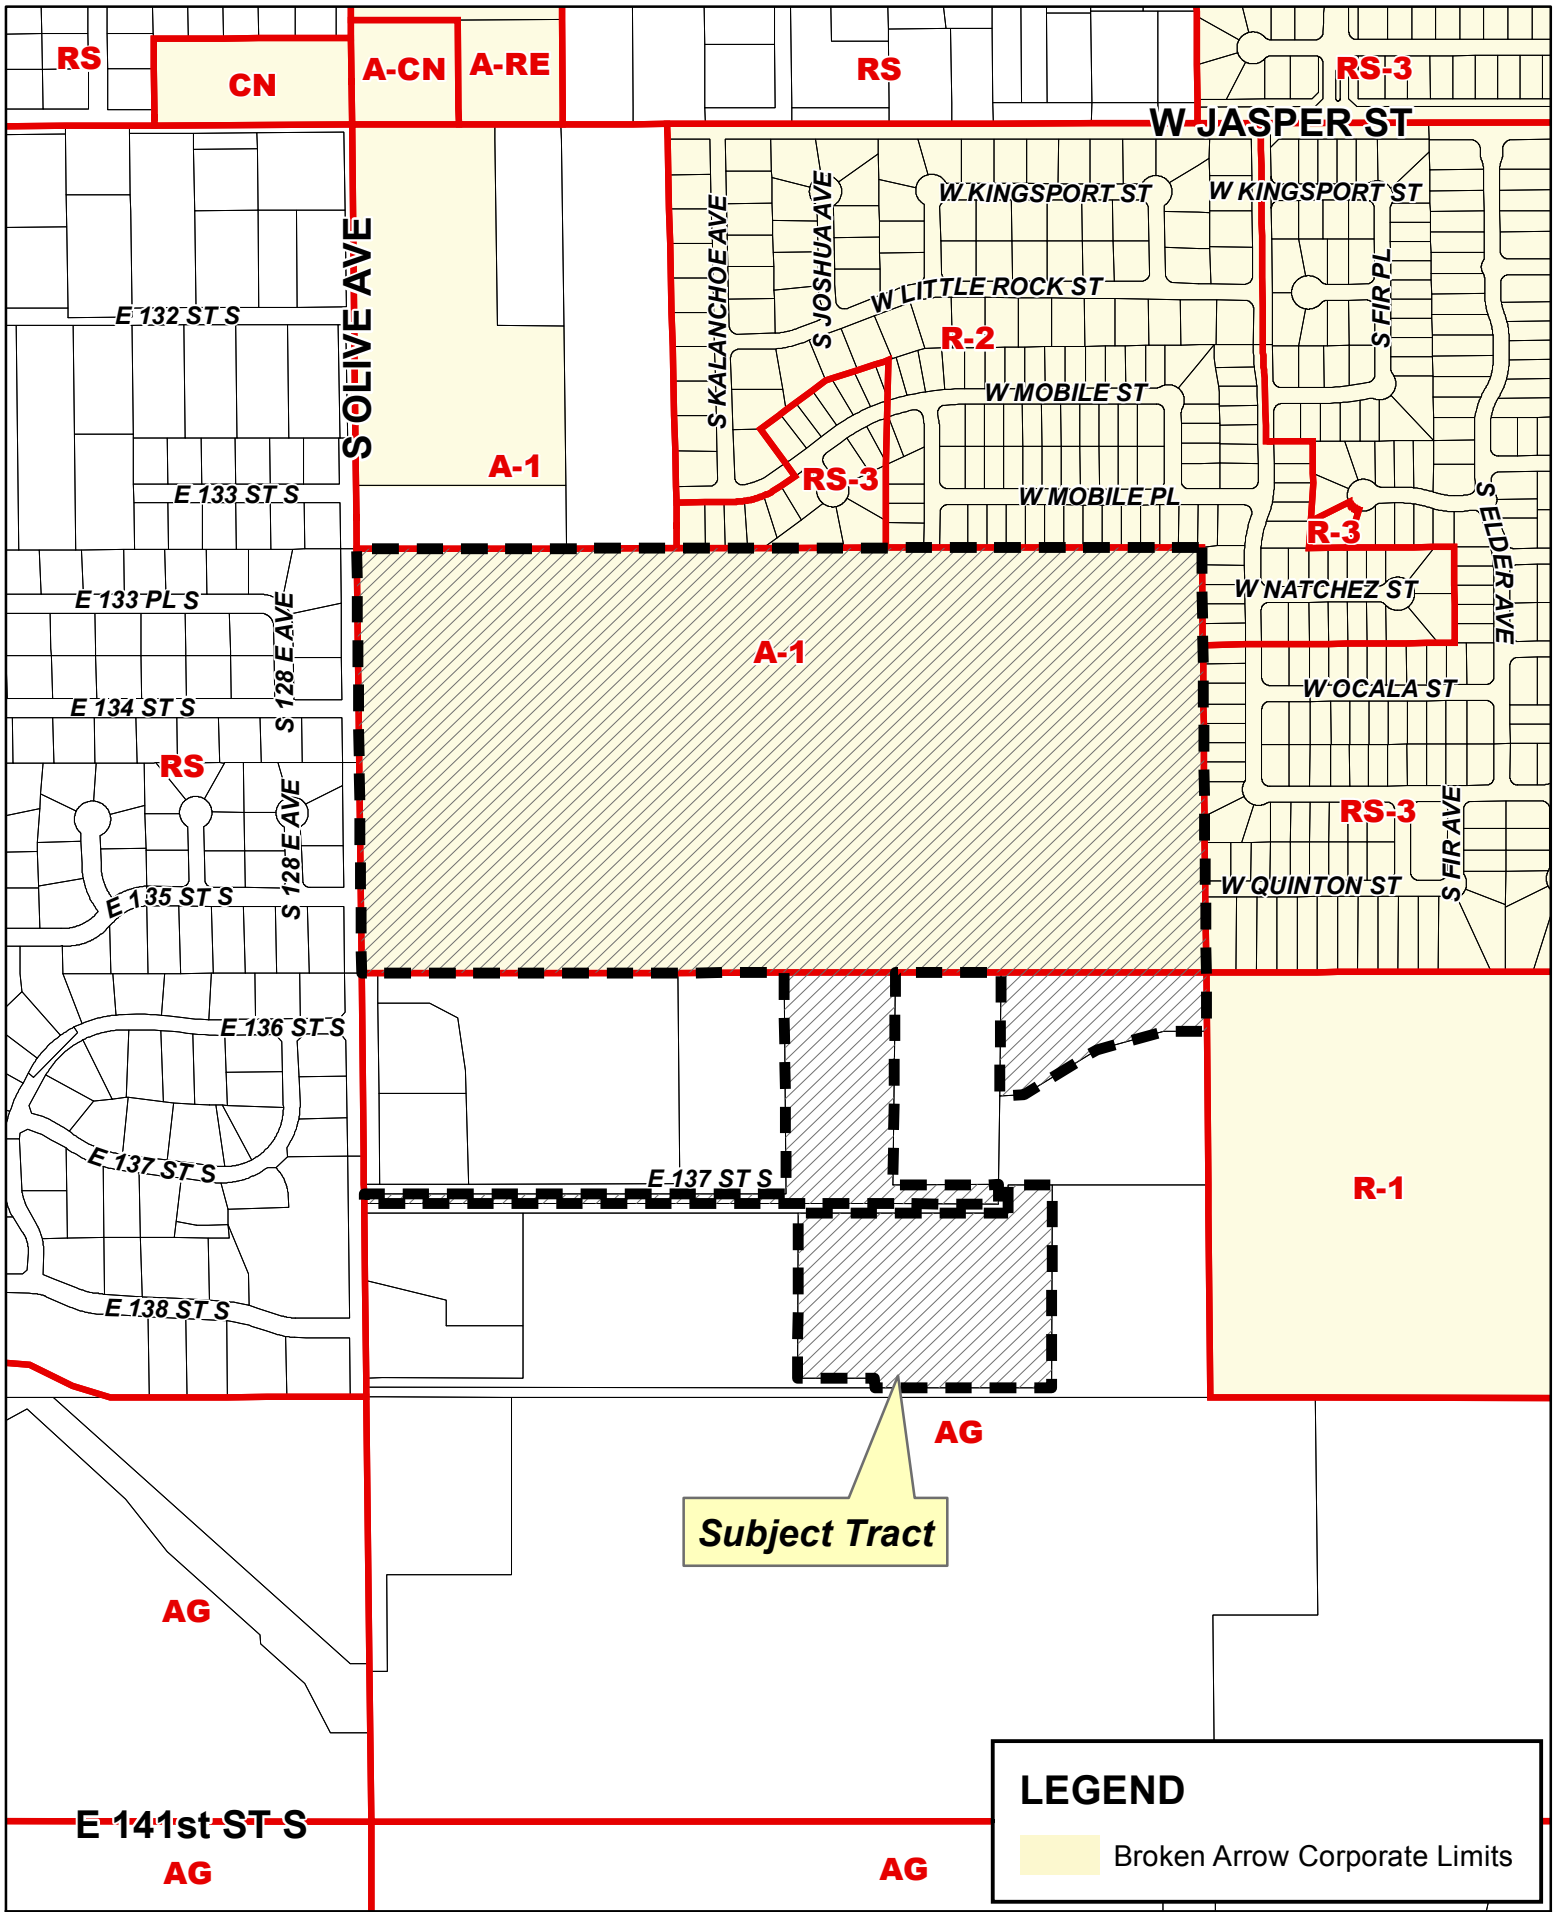 RS
CN
A-CN
A-RE
RS
RS-3
W JASPER ST
W KINGSPORT ST
W KINGSPORT ST
S KALANCHOE AVE
S JOSHUA AVE
S OLIVE AVE
W LITTLE ROCK ST
S FIR PL
E 132 ST S
R-2
W MOBILE ST
A-1
RS-3
E 133 ST S
W MOBILE PL
S ELDER AVE
R-3
E 133 PL S
S 128 E AVE
W NATCHEZ ST
A-1
E 134 ST S
W OCALA ST
RS
S 128 E AVE
RS-3
S FIR AVE
E 135 ST S
W QUINTON ST
E 136 ST S
E 137 ST S
E 137 ST S
R-1
E 138 ST S
AG
Subject Tract
AG
LEGEND
Broken Arrow Corporate Limits
E 141st ST S
AG
AG